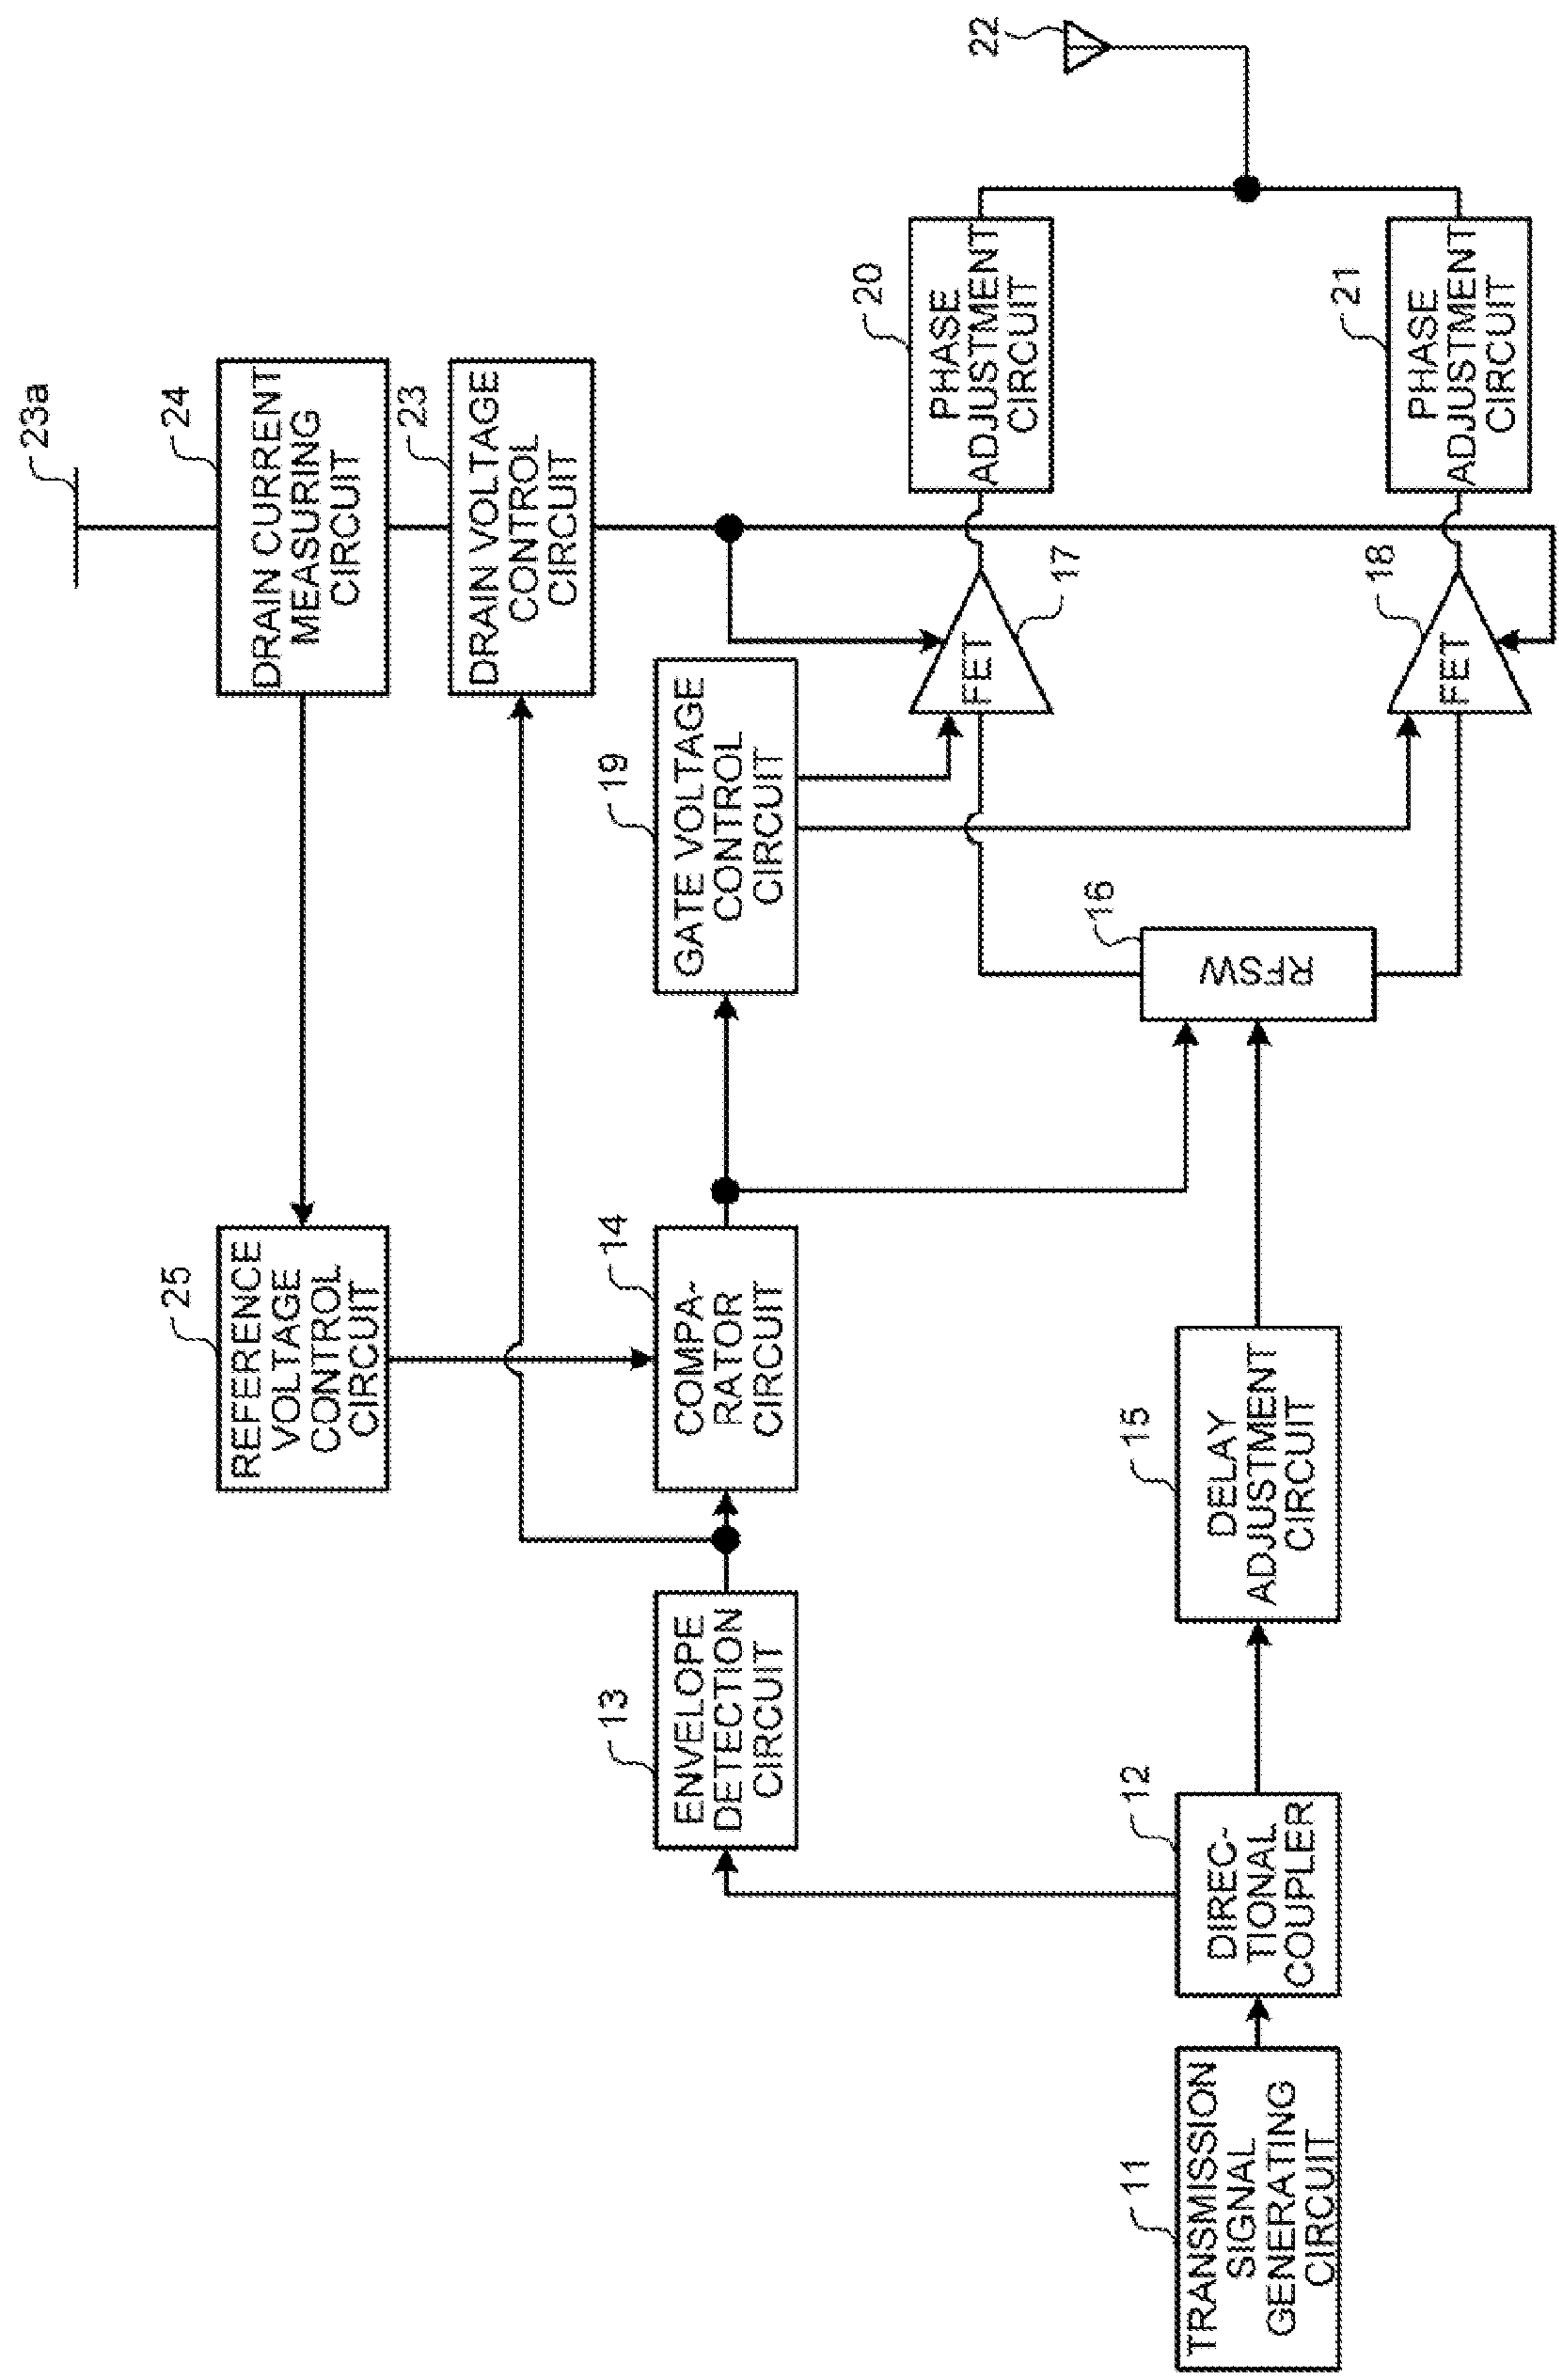 23a
24
DRAIN CURRENT
MEASURING
CIRCUIT
23
DRAIN VOLTAGE
CONTROL
CIRCUIT
25
REFERENCE
VOLTAGE
CONTROL
CIRCUIT
13
ENVELOPE
DETECTION
CIRCUIT
14
COMPA-
RATOR
CIRCUIT
19
GATE VOLTAGE
CONTROL
CIRCUIT
22
20
PHASE
ADJUSTMENT
CIRCUIT
FET
17
11
TRANSMISSION
SIGNAL
GENERATING
CIRCUIT
12
DIREC-
TIONAL
COUPLER
15
DELAY
ADJUSTMENT
CIRCUIT
16
RFSW
18
FET
21
PHASE
ADJUSTMENT
CIRCUIT